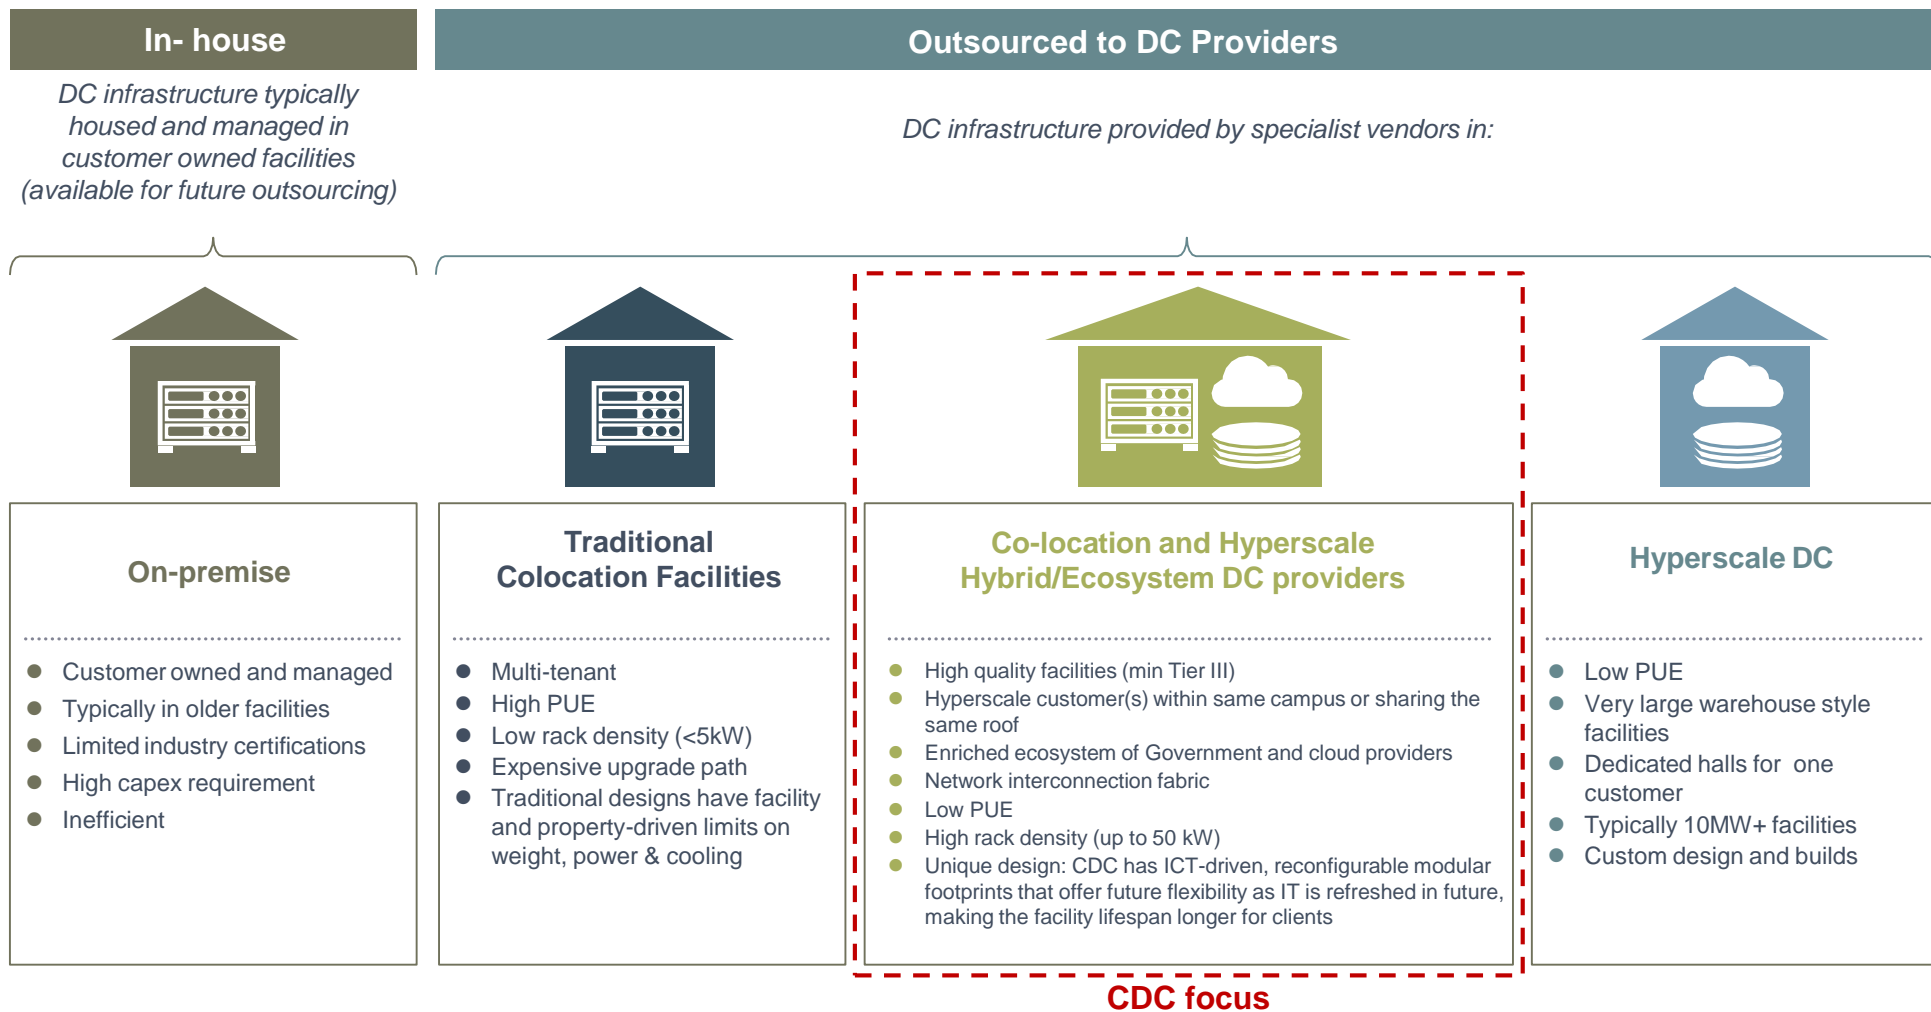 In- house
DC infrastructure typically
housed and managed in
customer owned facilities
(available for future outsourcing)
Outsourced to DC Providers
DC infrastructure provided by specialist vendors in:
On-premise
Customer owned and managed
Typically in older facilities
Limited industry certifications
High capex requirement
Inefficient
Traditional
Colocation Facilities
Multi-tenant
High PUE
Low rack density (<5kW)
Expensive upgrade path
Traditional designs have facility
and property-driven limits on
weight, power & cooling
Co-location and Hyperscale
Hybrid/Ecosystem DC providers
High quality facilities (min Tier III)
Hyperscale customer(s) within same campus or sharing the
same roof
Enriched ecosystem of Government and cloud providers
Network interconnection fabric
Low PUE
High rack density (up to 50 kW)
Unique design: CDC has ICT-driven, reconfigurable modular
footprints that offer future flexibility as IT is refreshed in future,
making the facility lifespan longer for clients
CDC focus
Hyperscale DC
Low PUE
Very large warehouse style
facilities
Dedicated halls for one
customer
Typically 10MW+ facilities
Custom design and builds